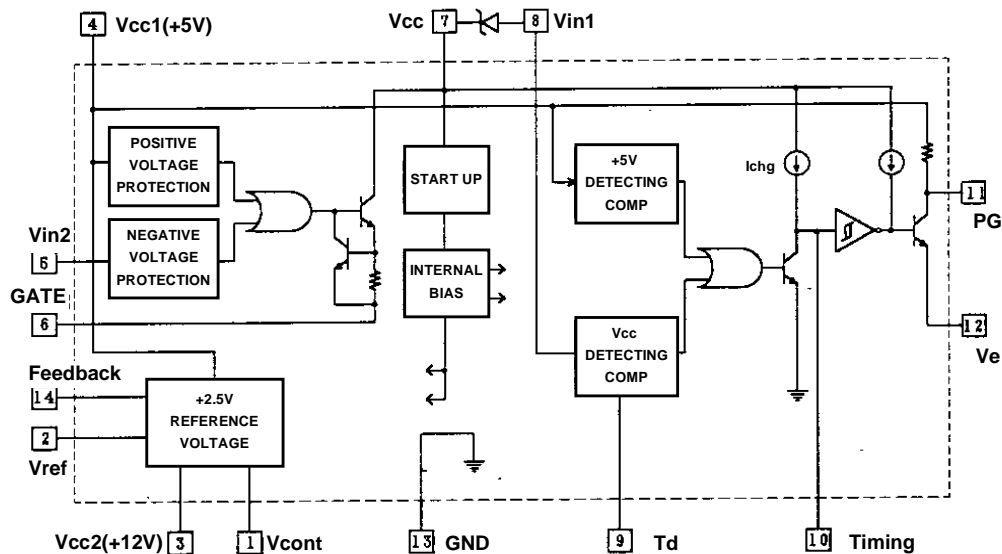 4 Vcc1(+5V)
Vcc 7
8 Vin1
POSITIVE
VOLTAGE
PROTECTION
START UP
+5V
DETECTING
COMP
Ichg
11
PG
Vin2
6
NEGATIVE
VOLTAGE
PROTECTION
INTERNAL
BIAS
GATE
6
Vcc
DETECTING
COMP
12
Ve
Feedback
14
+2.5V
REFERENCE
VOLTAGE
2
Vref
Vcc2(+12V) 3
1 Vcont
13 GND
9 Td
10 Timing